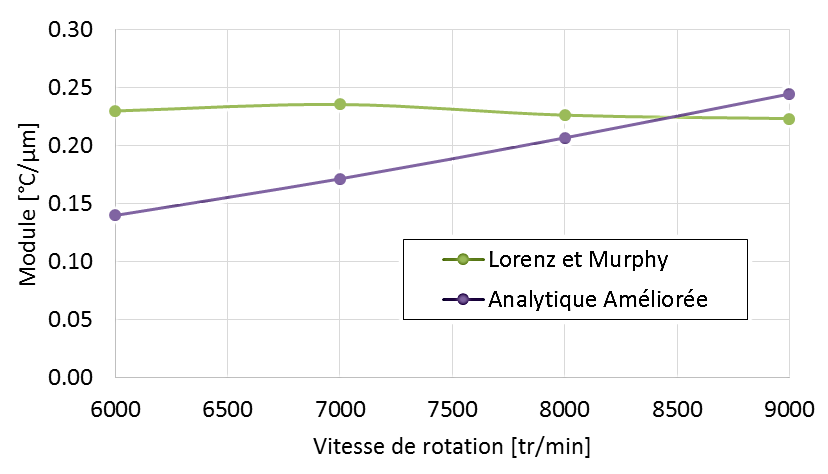 0.30
0.25
0.20
0.15
0.10
0.05
0.00
Module [°C/µm]
Lorenz et Murphy
Analytique Améliorée
6000 6500 7000 7500 8000 8500 9000
Vitesse de rotation [tr/min]